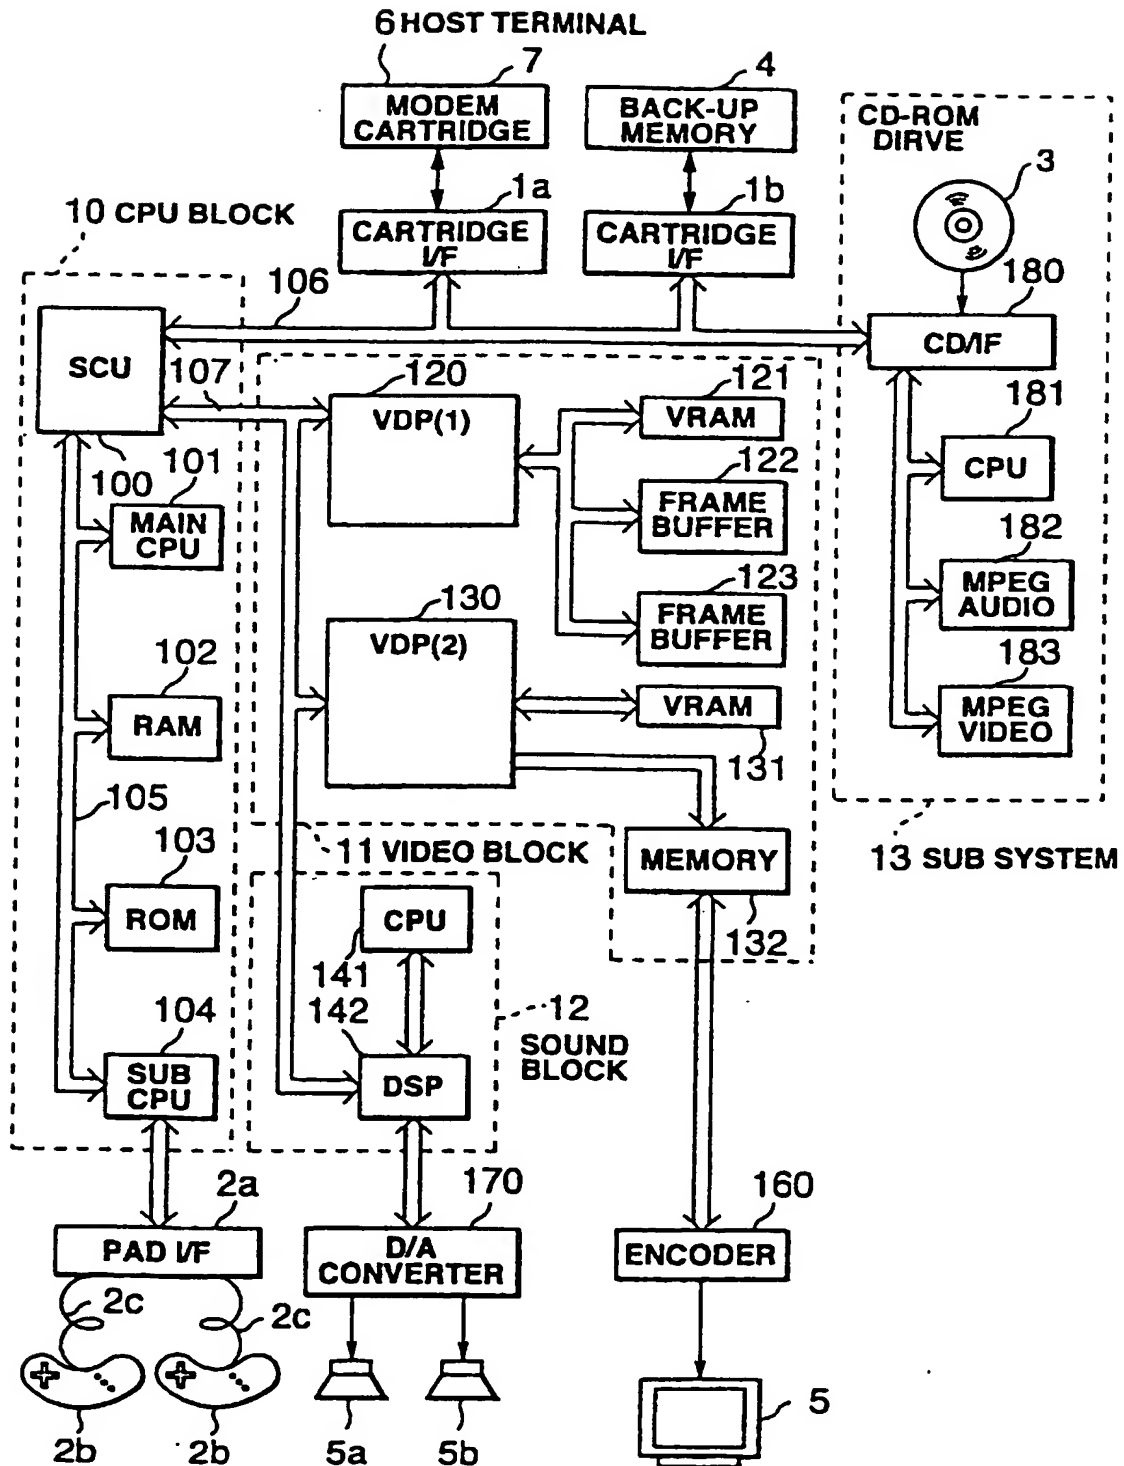 6 HOST TERMINAL
7
4
MODEM
CARTRIDGE
BACK-UP
MEMORY
CD-ROM
DIRVE
3
1a
1b
10 CPU BLOCK
CARTRIDGE
I/F
CARTRIDGE
I/F
106
180
SCU
CD/IF
107
120
121
VDP(1)
VRAM
181
CPU
101
100
122
MAIN
CPU
FRAME
BUFFER
182
MPEG
AUDIO
123
130
FRAME
BUFFER
VDP(2)
102
183
RAM
VRAM
MPEG
VIDEO
131
105
103
11 VIDEO BLOCK
MEMORY
13 SUB SYSTEM
ROM
CPU
132
141
142
104
12
SOUND
BLOCK
SUB
CPU
DSP
2a
170
160
PAD I/F
D/A
CONVERTER
ENCODER
2c
2c
5
2b
2b
5a
5b